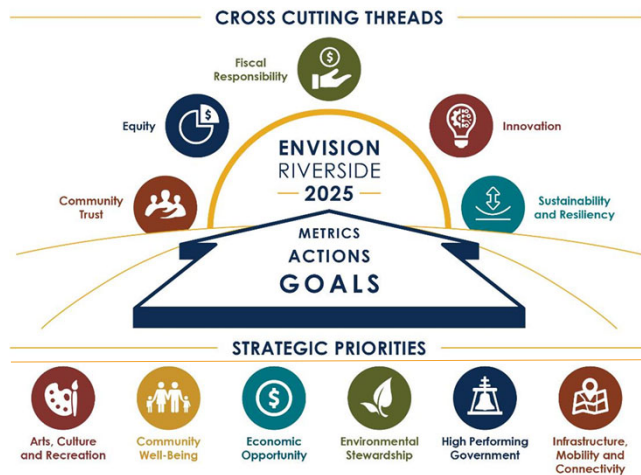 CROSS CUTTING THREADS
Fiscal
Responsibility
Equity
Innovation
Community
Trust
Sustainability
and Resiliency
ENVISION
RIVERSIDE
2025
METRICS
ACTIONS
GOALS
STRATEGIC PRIORITIES
Arts, Culture
and Recreation
Community
Well-Being
Economic
Opportunity
Environmental
Stewardship
High Performing
Government
Infrastructure,
Mobility and
Connectivity